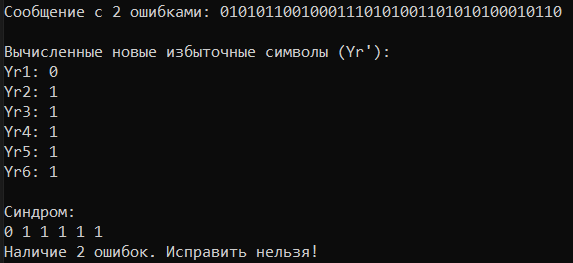 Сообщение с 2 ошибками: 01010110010001110101001101010100010110
Вычисленные новые избыточные символы (Yr'):
Yr1: 0
Yr2: 1
Yr3: 1
Yr4: 1
Yr5: 1
Yr6: 1
Синдром:
0 1 1 1 1 1
Наличие 2 ошибок. Исправить нельзя!